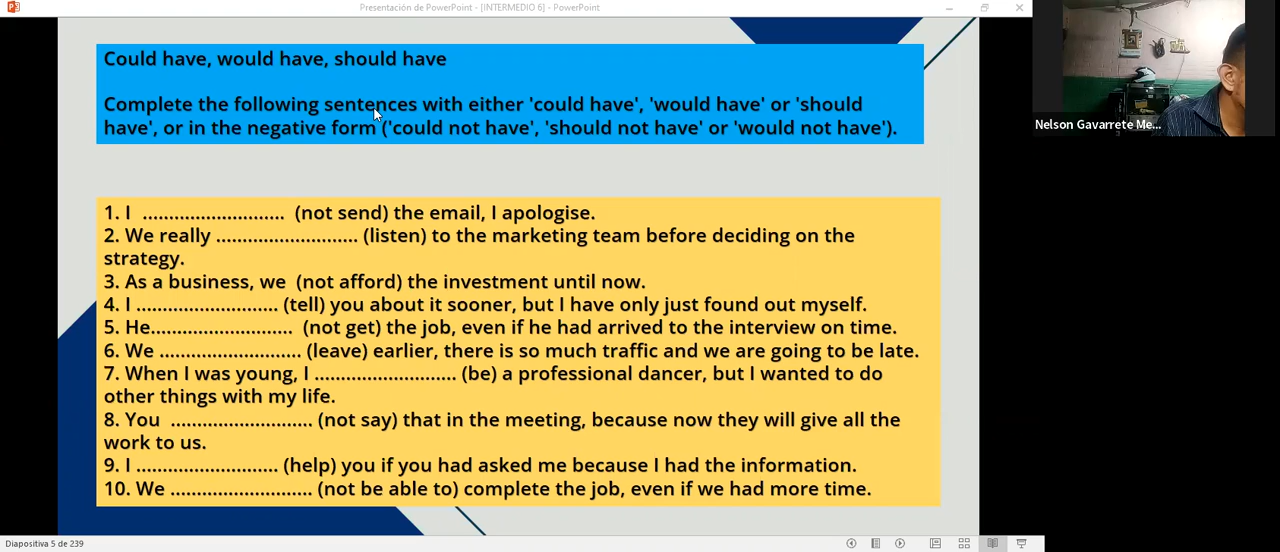 Presentación de PowerPoint - [INTERMEDIO 6] - PowerPoint
Could have, would have, should have
Complete the following sentences with either 'could have', 'would have' or 'should
have', or in the negative form ('could not have', 'should not have' or 'would not have').
Nelson Gavarrete Me...
1. I ........................... (not send) the email, I apologise.
2. We really ........................... (listen) to the marketing team before deciding on the
strategy.
3. As a business, we (not afford) the investment until now.
4. I ........................... (tell) you about it sooner, but I have only just found out myself.
5. He........................... (not get) the job, even if he had arrived to the interview on time.
6. We ........................... (leave) earlier, there is so much traffic and we are going to be late.
7. When I was young, I ........................... (be) a professional dancer, but I wanted to do
other things with my life.
8. You ........................... (not say) that in the meeting, because now they will give all the
work to us.
9. I ........................... (help) you if you had asked me because I had the information.
10. We ........................... (not be able to) complete the job, even if we had more time.
Diapositiva 5 de 239